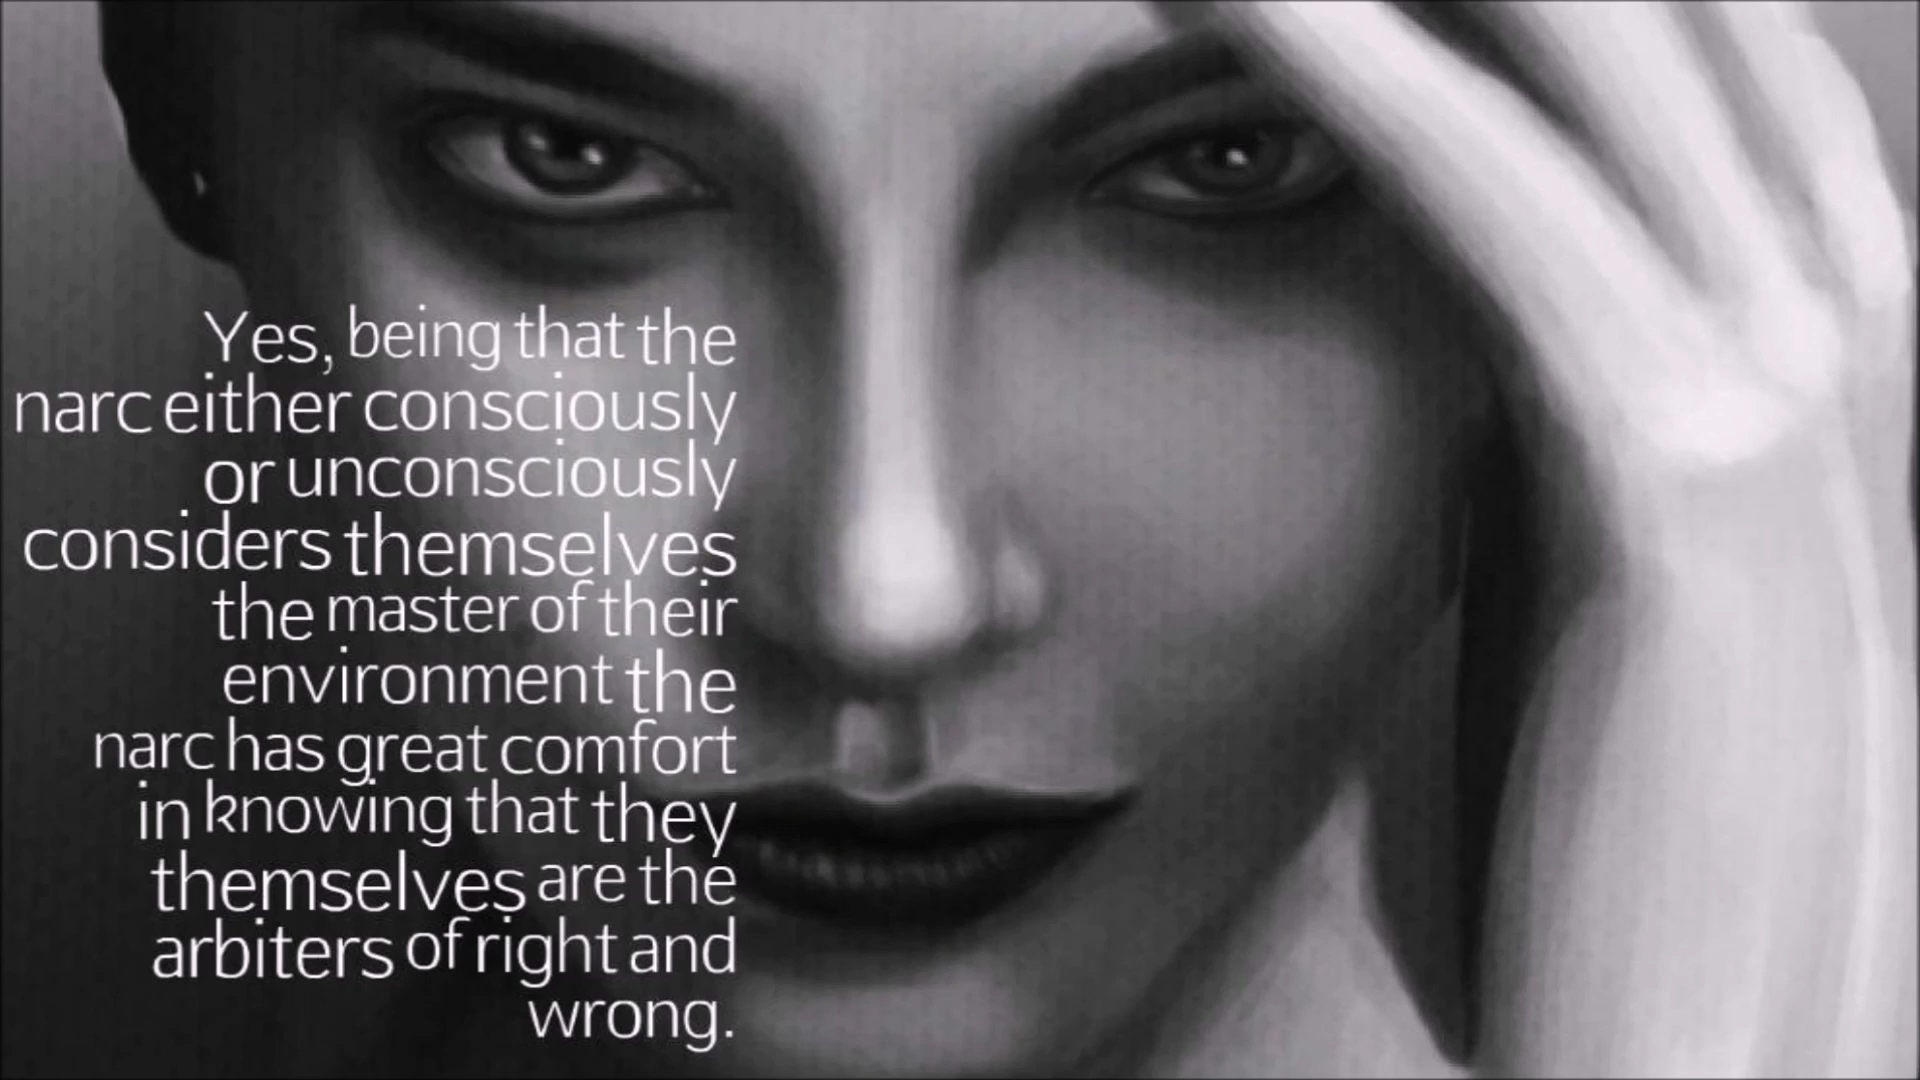 Yes, being that the
narc either consciously
or unconsciously
considers themselves
the master of their
environment the
narc has great comfort
in knowing that they
themselves are the
arbiters of right and
wrong.